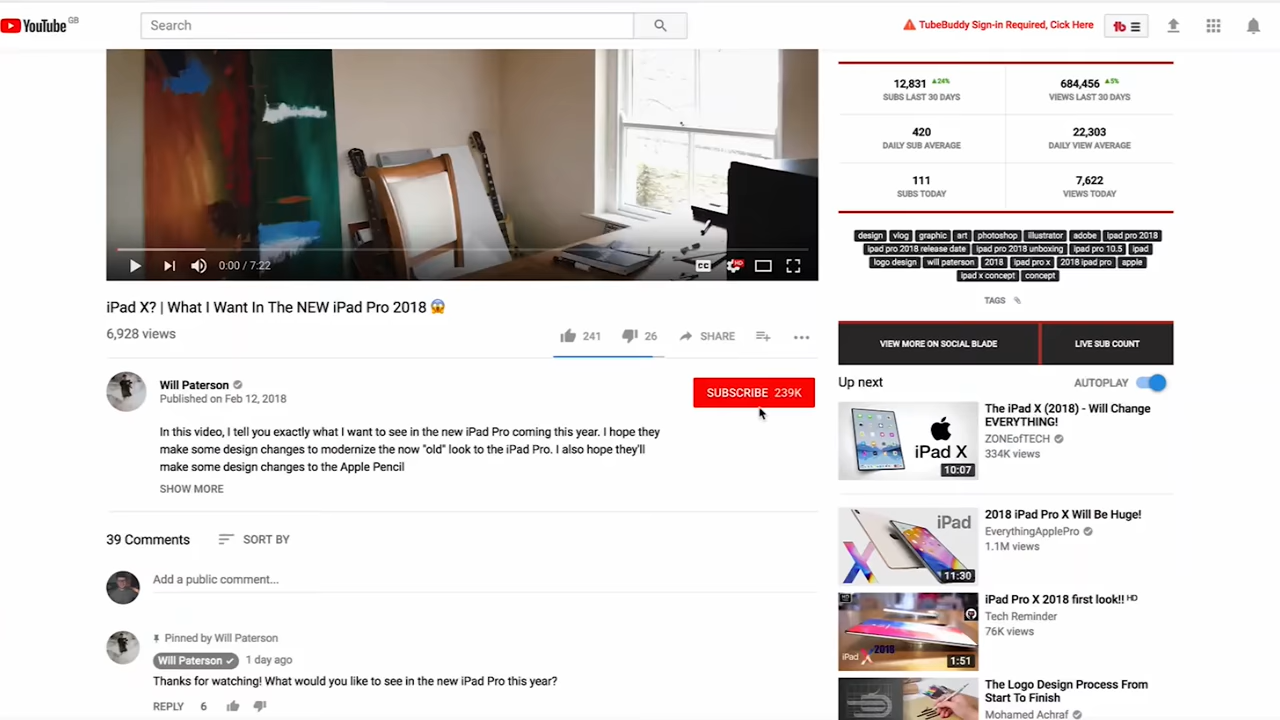 YouTube GB
Search
TubeBuddy Sign-in Required, Click Here
tb
CC
HD
0:00 / 7:22
iPad X? | What I Want In The NEW iPad Pro 2018 😱
6,928 views
241
26
SHARE
Will Paterson
Published on Feb 12, 2018
SUBSCRIBE 239K
In this video, I tell you exactly what I want to see in the new iPad Pro coming this year. I hope they
make some design changes to modernize the now "old" look to the iPad Pro. I also hope they'll
make some design changes to the Apple Pencil
SHOW MORE
39 Comments
SORT BY
Add a public comment...
Pinned by Will Paterson
Will Paterson
1 day ago
Thanks for watching! What would you like to see in the new iPad Pro this year?
REPLY 6
12,831 24%
SUBS LAST 30 DAYS
684,456 5%
VIEWS LAST 30 DAYS
420
DAILY SUB AVERAGE
22,303
DAILY VIEW AVERAGE
111
SUBS TODAY
7,622
VIEWS TODAY
design vlog graphic art photoshop illustrator adobe ipad pro 2018
ipad pro 2018 release date ipad pro 2018 unboxing ipad pro 10.5 ipad
logo design will paterson 2018 ipad pro x 2018 ipad pro apple
ipad x concept concept
TAGS
VIEW MORE ON SOCIAL BLADE
LIVE SUB COUNT
Up next
AUTOPLAY
iPad X
10:07
The iPad X (2018) - Will Change
EVERYTHING!
ZONEofTECH
334K views
iPad
X
11:30
2018 iPad Pro X Will Be Huge!
EverythingApplePro
1.1M views
HD
iPad X 2018
1:51
iPad Pro X 2018 first look!! HD
Tech Reminder
76K views
The Logo Design Process From
Start To Finish
Mohamed Achraf